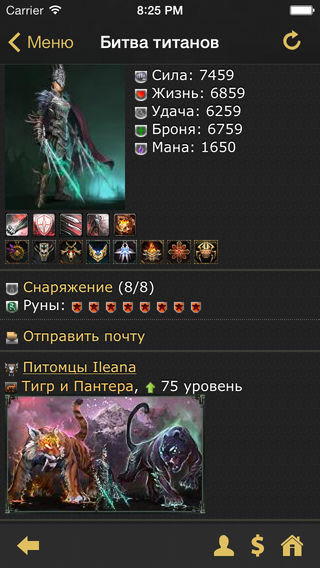 Carrier 8:25 PM
Меню Битва титанов
Сила: 7459
Жизнь: 6859
Удача: 6259
Броня: 6759
Мана: 1650
Снаряжение (8/8)
Руны:
Отправить почту
Питомцы Ileana
Тигр и Пантера, 75 уровень
$